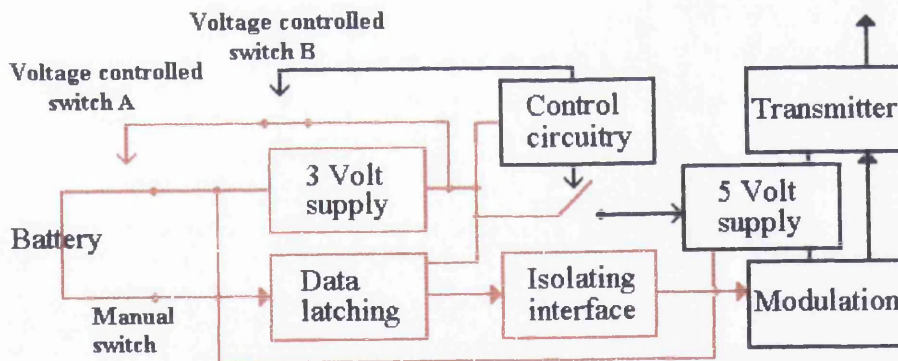 Voltage controlled
switch B
Voltage controlled
switch A
Control
circuitry
Transmitter
3 Volt
supply
5 Volt
supply
Battery
Data
latching
Isolating
interface
Modulation
Manual
switch